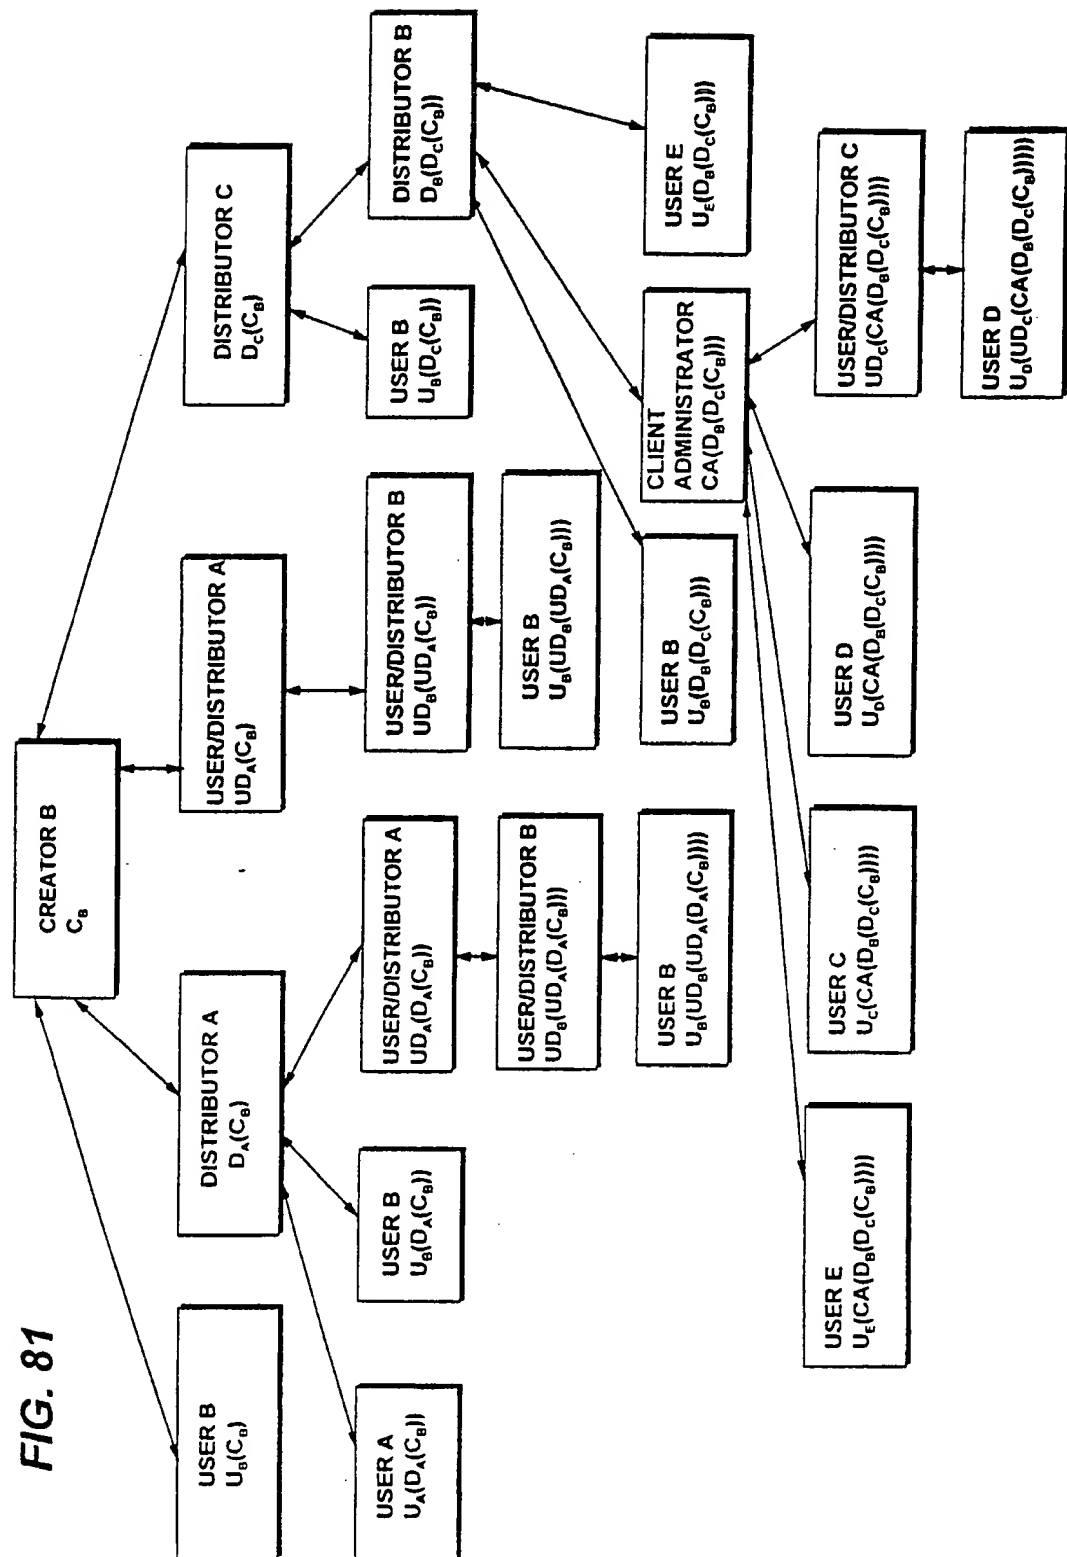 FIG. 81
CREATOR B
C_B
USER B
U_B(C_B)
DISTRIBUTOR A
D_A(C_B)
USER/DISTRIBUTOR A
UD_A(C_B)
DISTRIBUTOR C
D_C(C_B)
USER A
U_A(D_A(C_B))
USER B
U_B(D_A(C_B))
USER/DISTRIBUTOR A
UD_A(D_A(C_B))
USER/DISTRIBUTOR B
UD_B(UD_A(C_B))
USER B
U_B(D_C(C_B))
DISTRIBUTOR B
D_B(D_C(C_B))
USER/DISTRIBUTOR B
UD_B(UD_A(D_A(C_B)))
USER B
U_B(UD_B(UD_A(C_B)))
USER B
U_B(UD_B(UD_A(D_A(C_B))))
USER B
U_B(D_B(D_C(C_B)))
CLIENT
ADMINISTRATOR
CA(D_B(D_C(C_B)))
USER E
U_E(D_B(D_C(C_B)))
USER E
U_E(CA(D_B(D_C(C_B))))
USER C
U_C(CA(D_B(D_C(C_B))))
USER D
U_D(CA(D_B(D_C(C_B))))
USER/DISTRIBUTOR C
UD_C(CA(D_B(D_C(C_B))))
USER D
U_D(UD_C(CA(D_B(D_C(C_B)))))